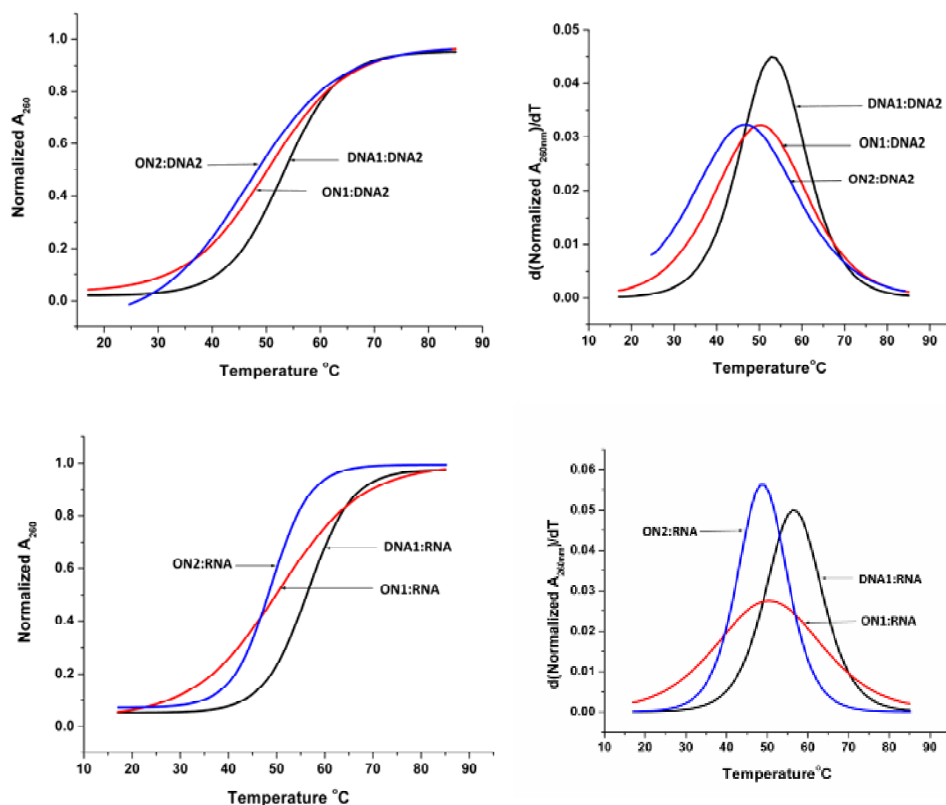 Normalized A260
1.0
0.8
0.6
0.4
0.2
0.0
ON2:DNA2
DNA1:DNA2
ON1:DNA2
20 30 40 50 60 70 80 90
Temperature °C
d(Normalized A260nm)/dT
0.05
0.04
0.03
0.02
0.01
0.00
DNA1:DNA2
ON1:DNA2
ON2:DNA2
10 20 30 40 50 60 70 80 90
Temperature°C
Normalized A260
1.0
0.8
0.6
0.4
0.2
0.0
ON2:RNA
DNA1:RNA
ON1:RNA
10 20 30 40 50 60 70 80 90
Temperature °C
d(Normalized A260nm)/dT
0.06
0.05
0.04
0.03
0.02
0.01
0.00
ON2:RNA
DNA1:RNA
ON1:RNA
10 20 30 40 50 60 70 80 90
Temperature°C